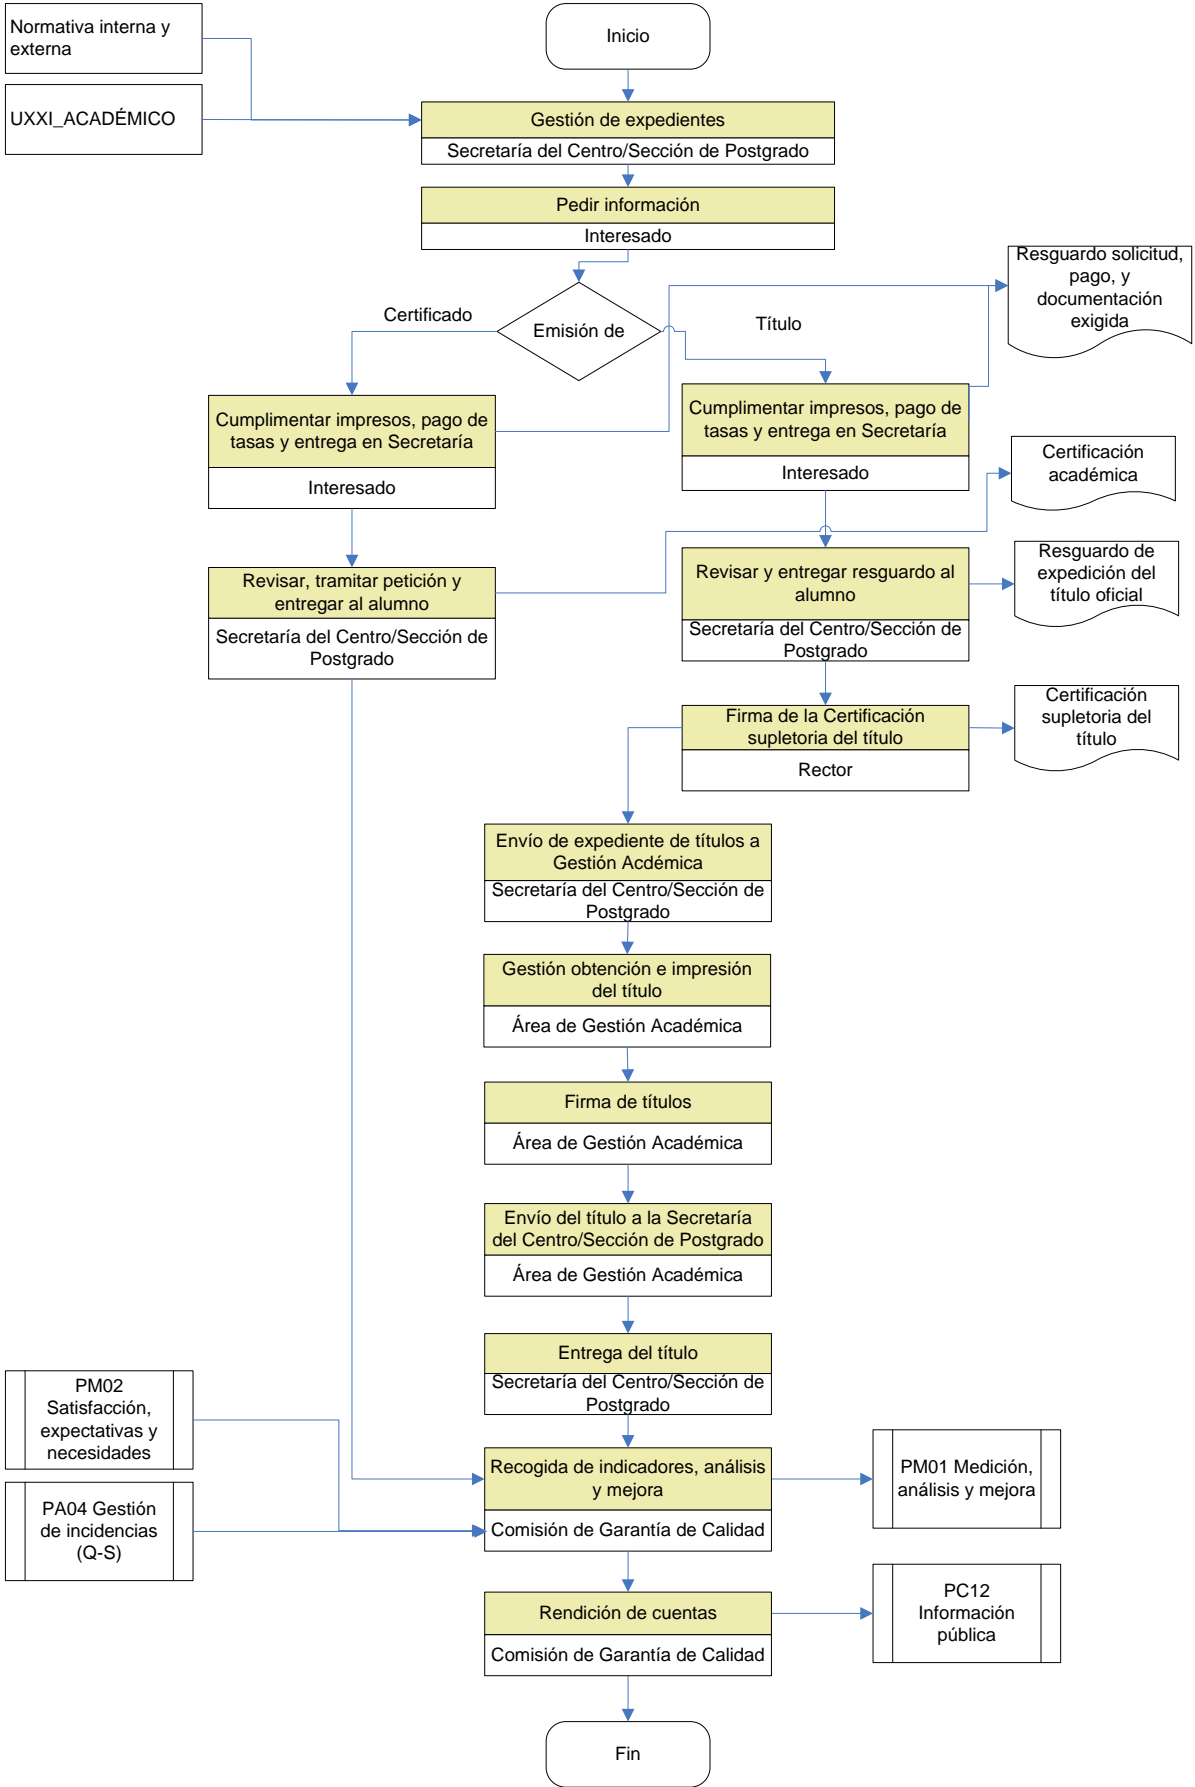 Normativa interna y
externa
Inicio
UXXI_ACADÉMICO
Gestión de expedientes
Secretaría del Centro/Sección de Postgrado
Pedir información
Interesado
Emisión de
Certificado
Título
Resguardo solicitud,
pago, y
documentación
exigida
Cumplimentar impresos, pago de
tasas y entrega en Secretaría
Interesado
Cumplimentar impresos, pago de
tasas y entrega en Secretaría
Interesado
Certificación
académica
Revisar, tramitar petición y
entregar al alumno
Secretaría del Centro/Sección de
Postgrado
Revisar y entregar resguardo al
alumno
Secretaría del Centro/Sección de
Postgrado
Resguardo de
expedición del
título oficial
Firma de la Certificación
supletoria del título
Rector
Certificación
supletoria del
título
Envío de expediente de títulos a
Gestión Acdémica
Secretaría del Centro/Sección de
Postgrado
Gestión obtención e impresión
del título
Área de Gestión Académica
Firma de títulos
Área de Gestión Académica
Envío del título a la Secretaría
del Centro/Sección de Postgrado
Área de Gestión Académica
Entrega del título
Secretaría del Centro/Sección de
Postgrado
PM02
Satisfacción,
expectativas y
necesidades
PA04 Gestión
de incidencias
(Q-S)
Recogida de indicadores, análisis
y mejora
Comisión de Garantía de Calidad
PM01 Medición,
análisis y mejora
Rendición de cuentas
Comisión de Garantía de Calidad
PC12
Información
pública
Fin